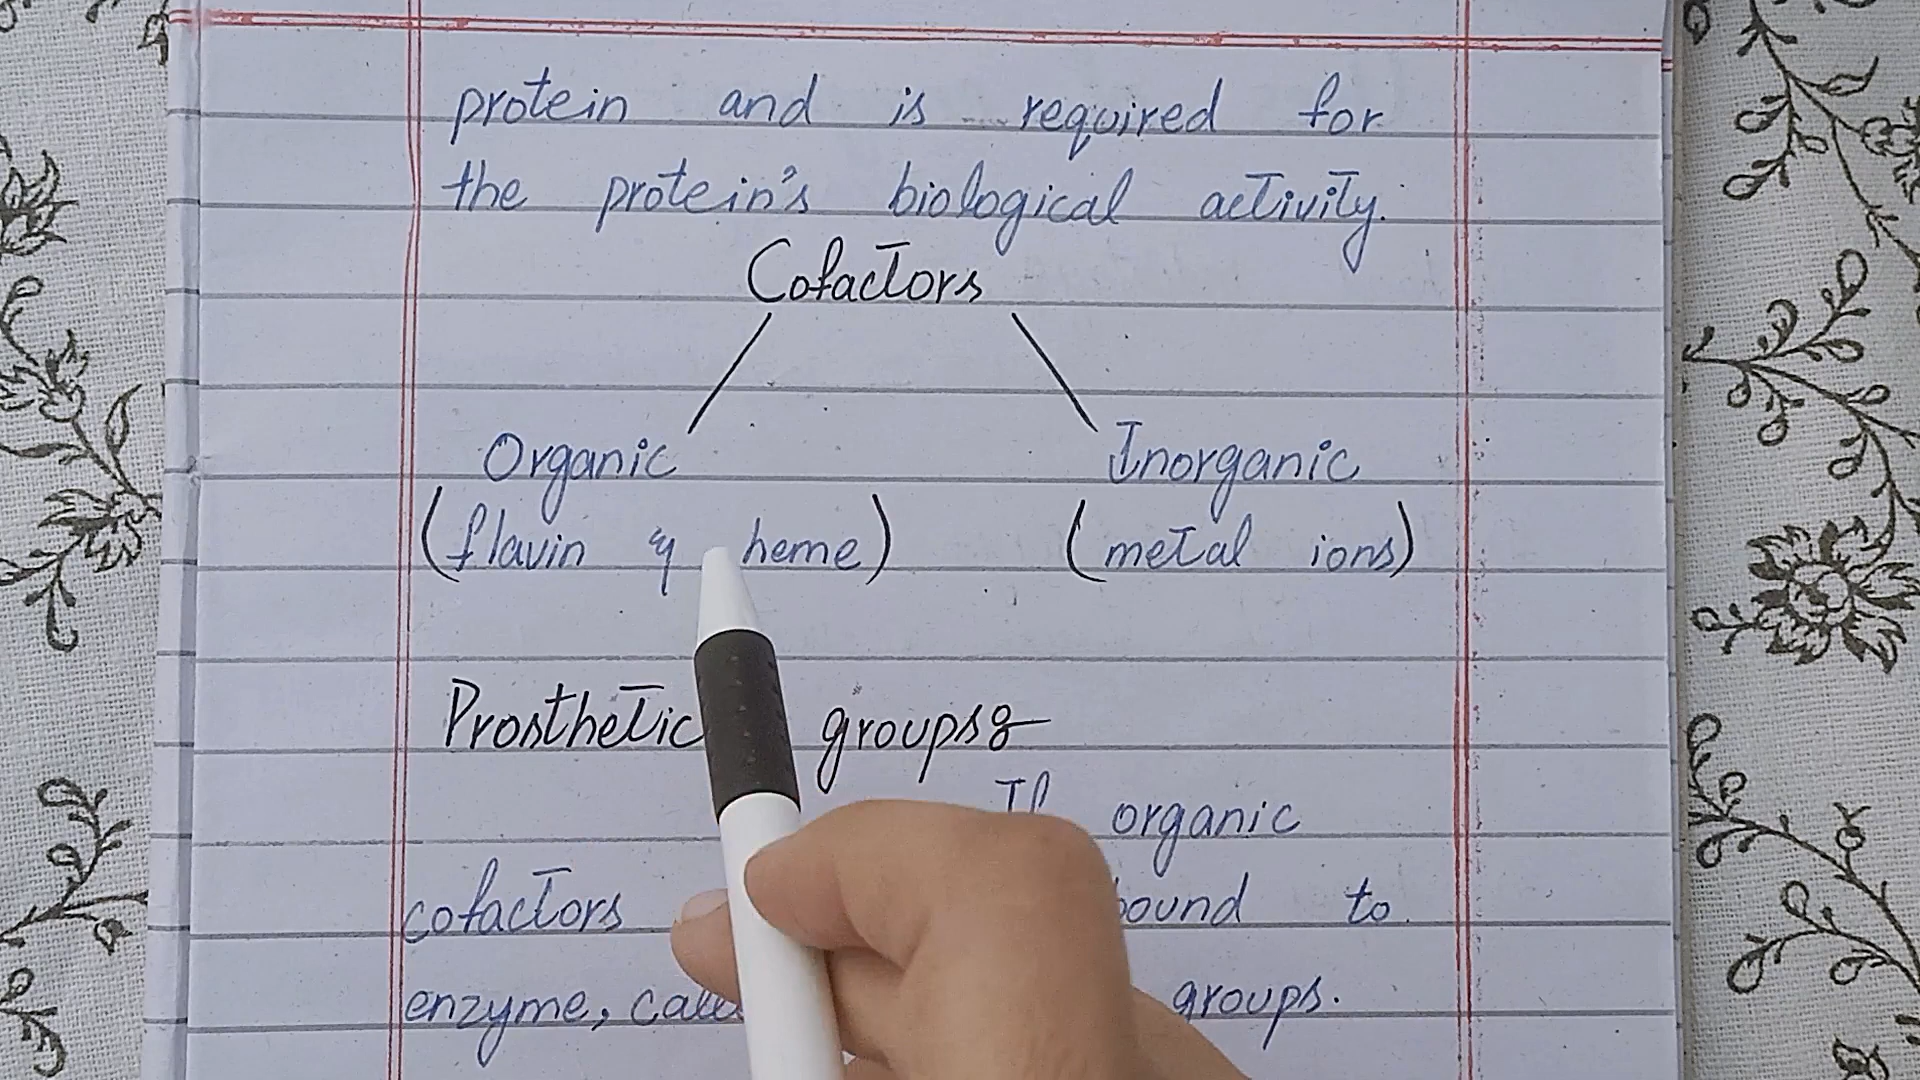 protein and is required for
the protein's biological activity.
Cofactors
Organic Inorganic
(flavin & heme) (metal ions)
Prosthetic groups:-
If organic
cofactors bound to
enzyme, groups.